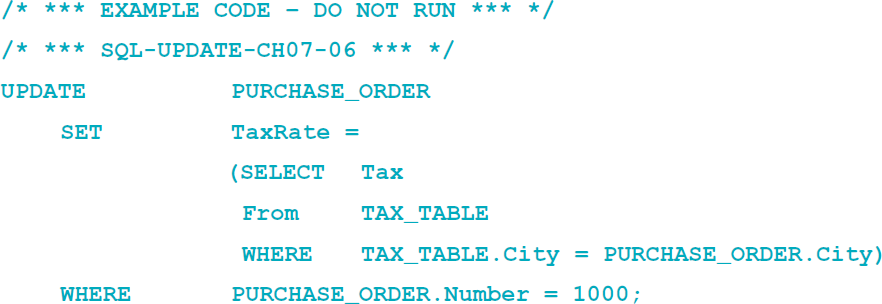 /* *** EXAMPLE CODE – DO NOT RUN *** */
/* *** SQL-UPDATE-CH07-06 *** */
UPDATE PURCHASE_ORDER
SET TaxRate =
(SELECT Tax
From TAX_TABLE
WHERE TAX_TABLE.City = PURCHASE_ORDER.City)
WHERE PURCHASE_ORDER.Number = 1000;